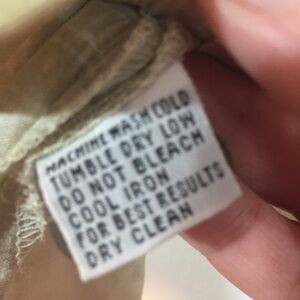 MACHINE WASH COLD
TUMBLE DRY LOW
DO NOT BLEACH
COOL IRON
FOR BEST RESULTS
DRY CLEAN